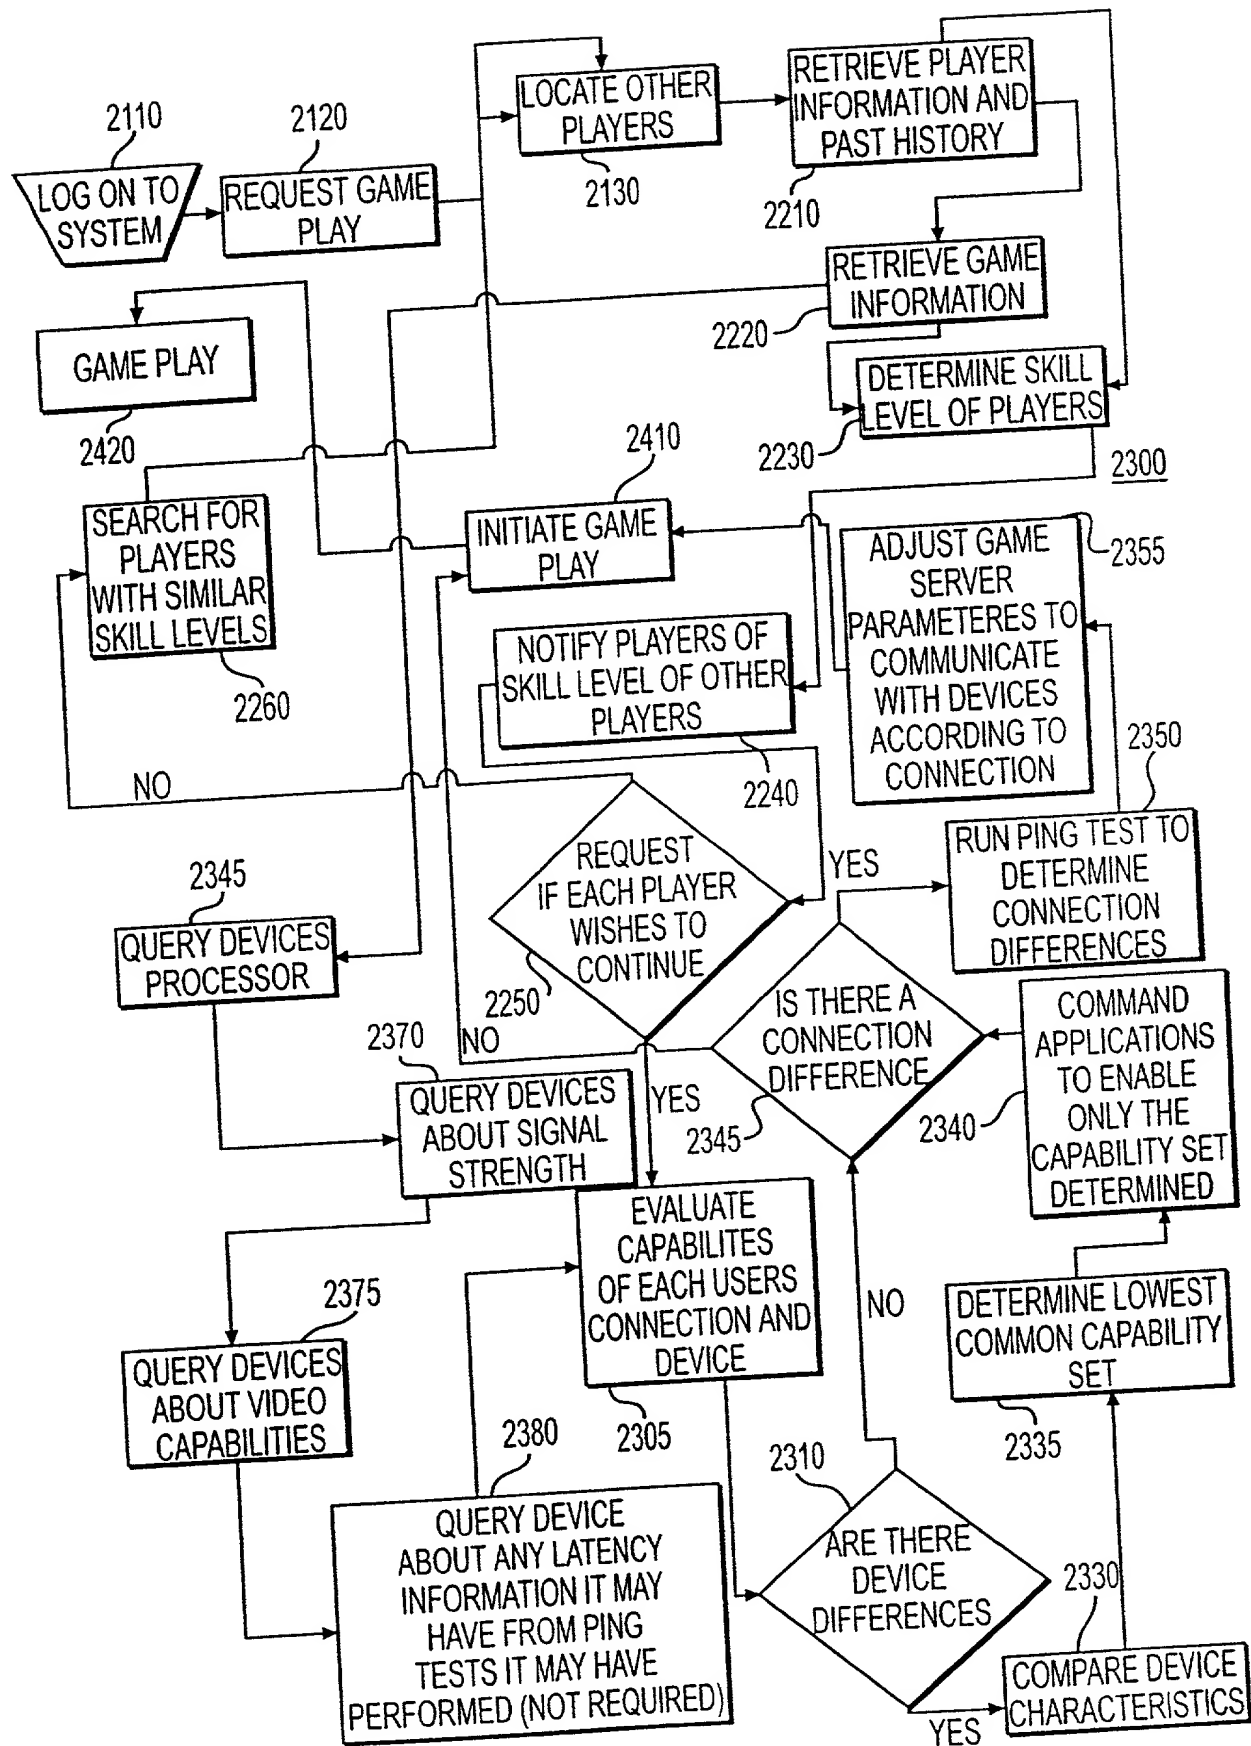 2110
LOG ON TO
SYSTEM
2120
REQUEST GAME
PLAY
LOCATE OTHER
PLAYERS
2130
RETRIEVE PLAYER
INFORMATION AND
PAST HISTORY
2210
RETRIEVE GAME
INFORMATION
2220
DETERMINE SKILL
LEVEL OF PLAYERS
2230
2300
GAME PLAY
2420
SEARCH FOR
PLAYERS
WITH SIMILAR
SKILL LEVELS
2260
2410
INITIATE GAME
PLAY
NOTIFY PLAYERS OF
SKILL LEVEL OF OTHER
PLAYERS
2240
ADJUST GAME
SERVER
PARAMETERES TO
COMMUNICATE
WITH DEVICES
ACCORDING TO
CONNECTION
2355
2350
RUN PING TEST TO
DETERMINE
CONNECTION
DIFFERENCES
NO
REQUEST
IF EACH PLAYER
WISHES TO
CONTINUE
2250
YES
2345
QUERY DEVICES
PROCESSOR
NO
IS THERE A
CONNECTION
DIFFERENCE
2345
COMMAND
APPLICATIONS
TO ENABLE
ONLY THE
CAPABILITY SET
DETERMINED
2340
2370
QUERY DEVICES
ABOUT SIGNAL
STRENGTH
YES
EVALUATE
CAPABILITES
OF EACH USERS
CONNECTION AND
DEVICE
2305
NO
DETERMINE LOWEST
COMMON CAPABILITY
SET
2335
2375
QUERY DEVICES
ABOUT VIDEO
CAPABILITIES
2380
QUERY DEVICE
ABOUT ANY LATENCY
INFORMATION IT MAY
HAVE FROM PING
TESTS IT MAY HAVE
PERFORMED (NOT REQUIRED)
2310
ARE THERE
DEVICE
DIFFERENCES
YES
2330
COMPARE DEVICE
CHARACTERISTICS